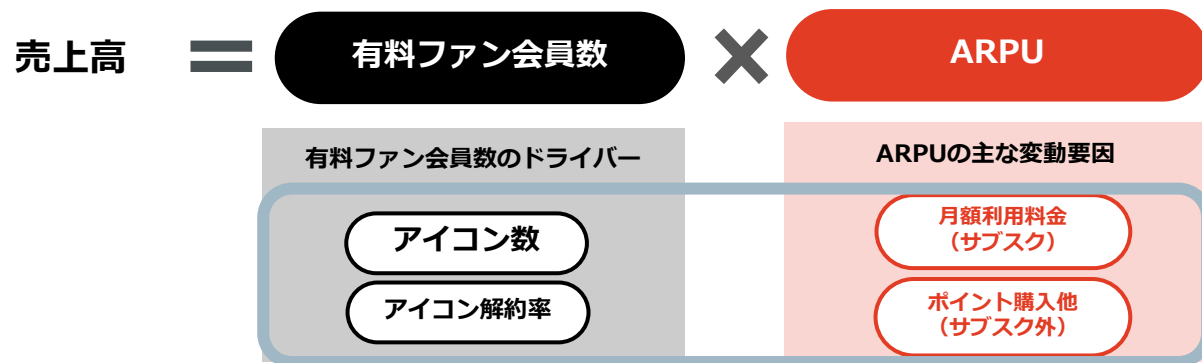 売上高 = 有料ファン会員数 × ARPU
有料ファン会員数のドライバー
アイコン数
アイコン解約率
ARPUの主な変動要因
月額利用料金
(サブスク)
ポイント購入他
(サブスク外)